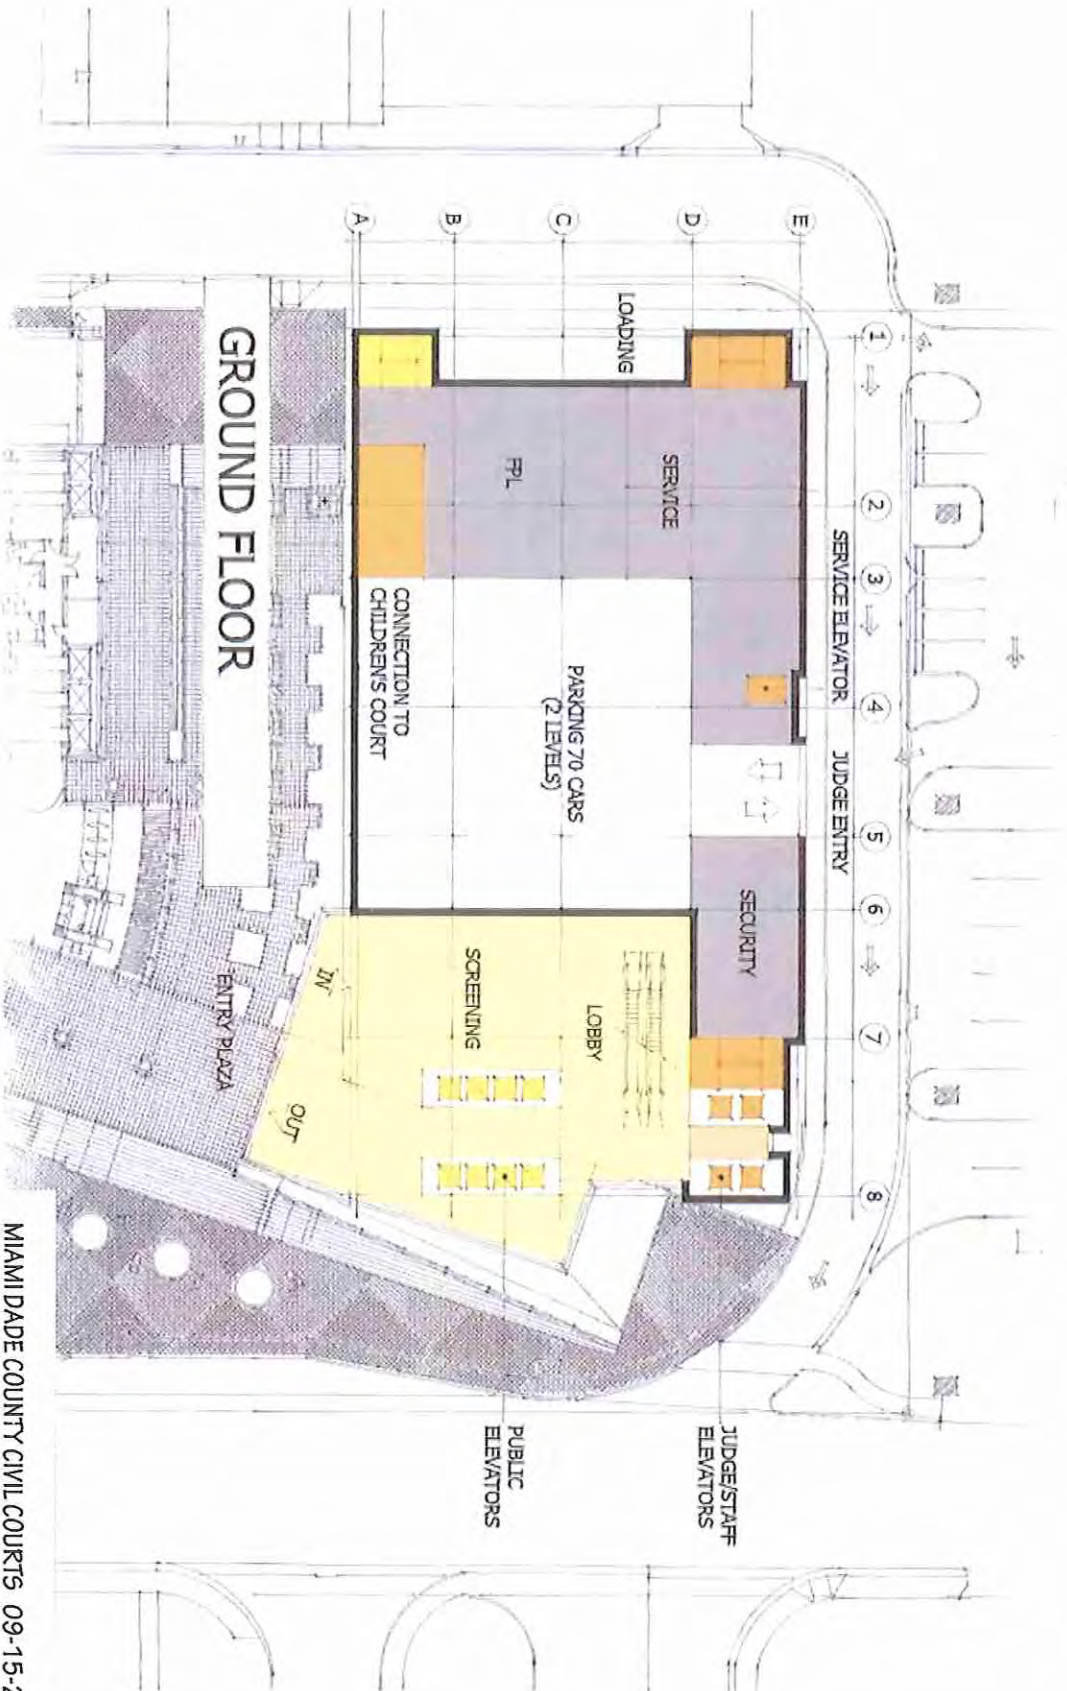 E
D
C
B
A
1
2
3
4
5
6
7
8
SERVICE ELEVATOR
JUDGE ENTRY
LOADING
SERVICE
FPL
SECURITY
PARKING 70 CARS
(2 LEVELS)
CONNECTION TO
CHILDREN'S COURT
LOBBY
SCREENING
IN
OUT
ENTRY PLAZA
JUDGE/STAFF
ELEVATORS
PUBLIC
ELEVATORS
GROUND FLOOR
MIAMI DADE COUNTY CIVIL COURTS 09-15-2